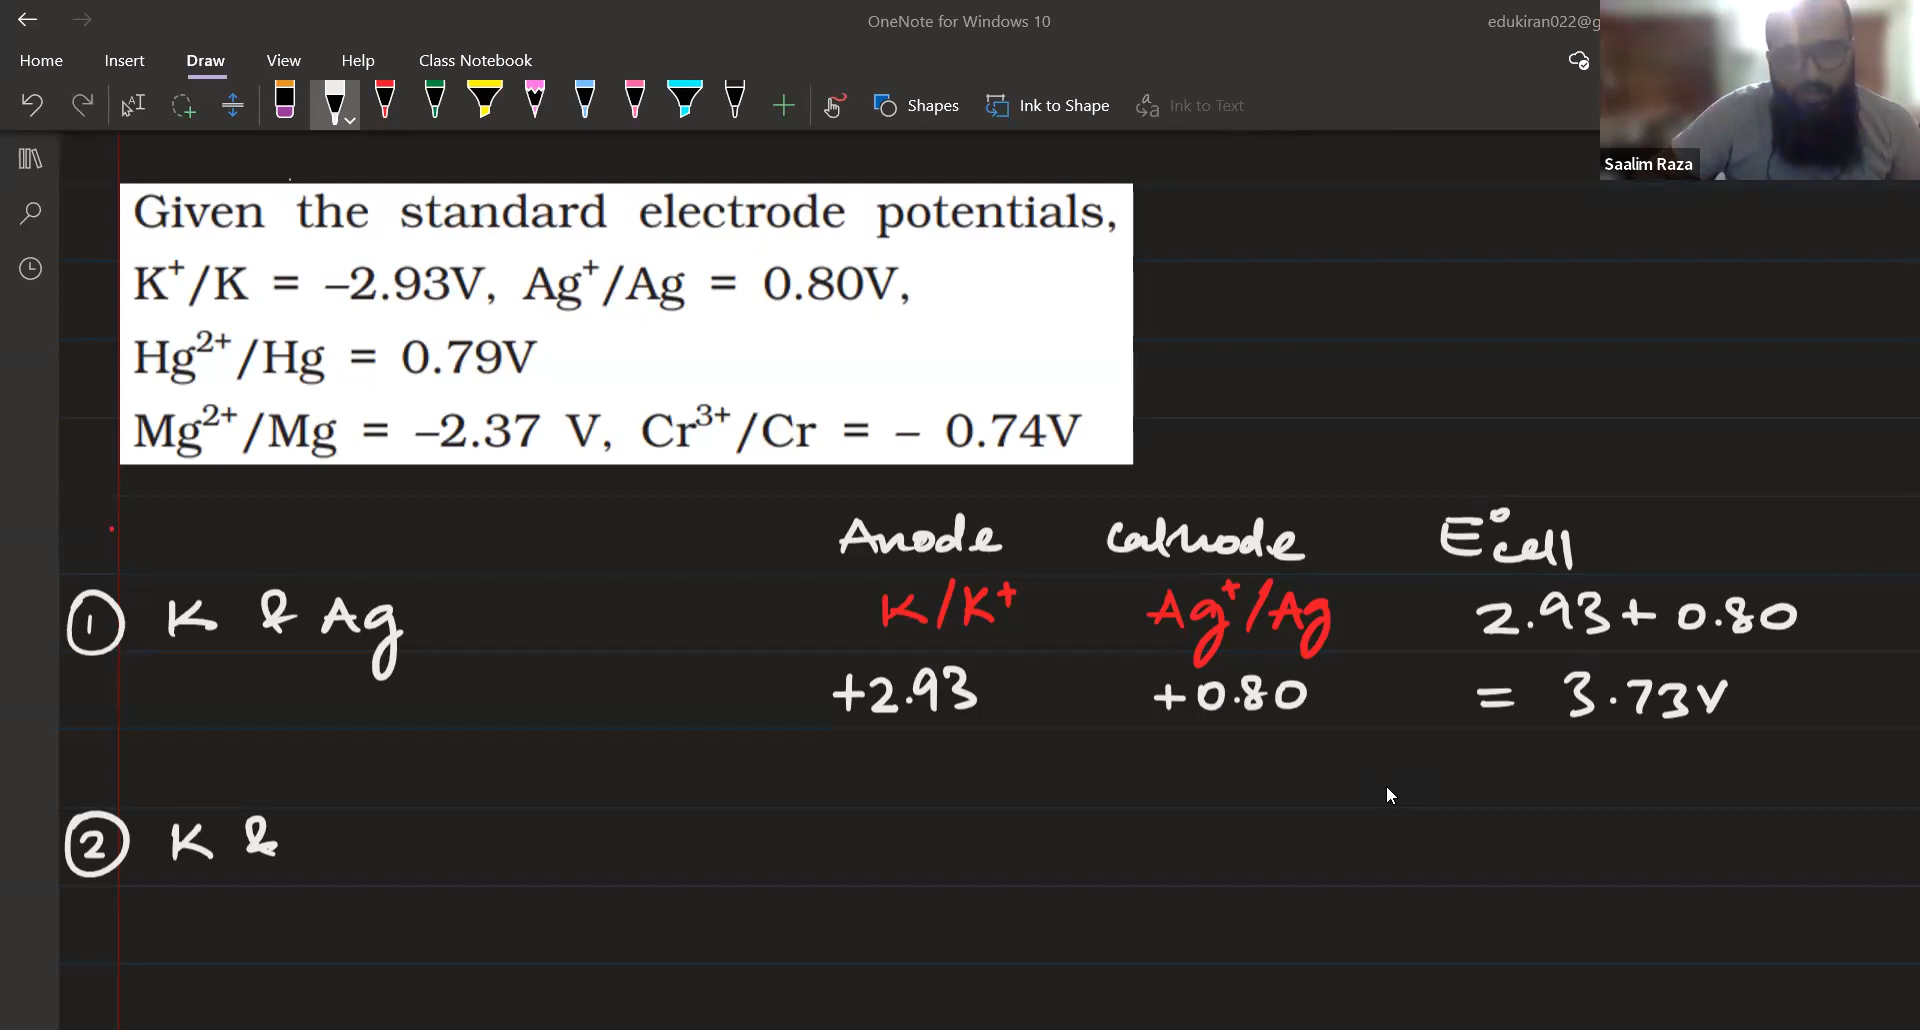 OneNote for Windows 10
edukiran022@g
Home Insert Draw View Help Class Notebook
Shapes Ink to Shape Ink to Text
Saalim Raza
Given the standard electrode potentials,
K⁺/K = –2.93V, Ag⁺/Ag = 0.80V,
Hg²⁺/Hg = 0.79V
Mg²⁺/Mg = –2.37 V, Cr³⁺/Cr = – 0.74V
Anode Cathode E°cell
① K & Ag K/K⁺ Ag⁺/Ag 2.93 + 0.80
+2.93 +0.80 = 3.73V
② K &